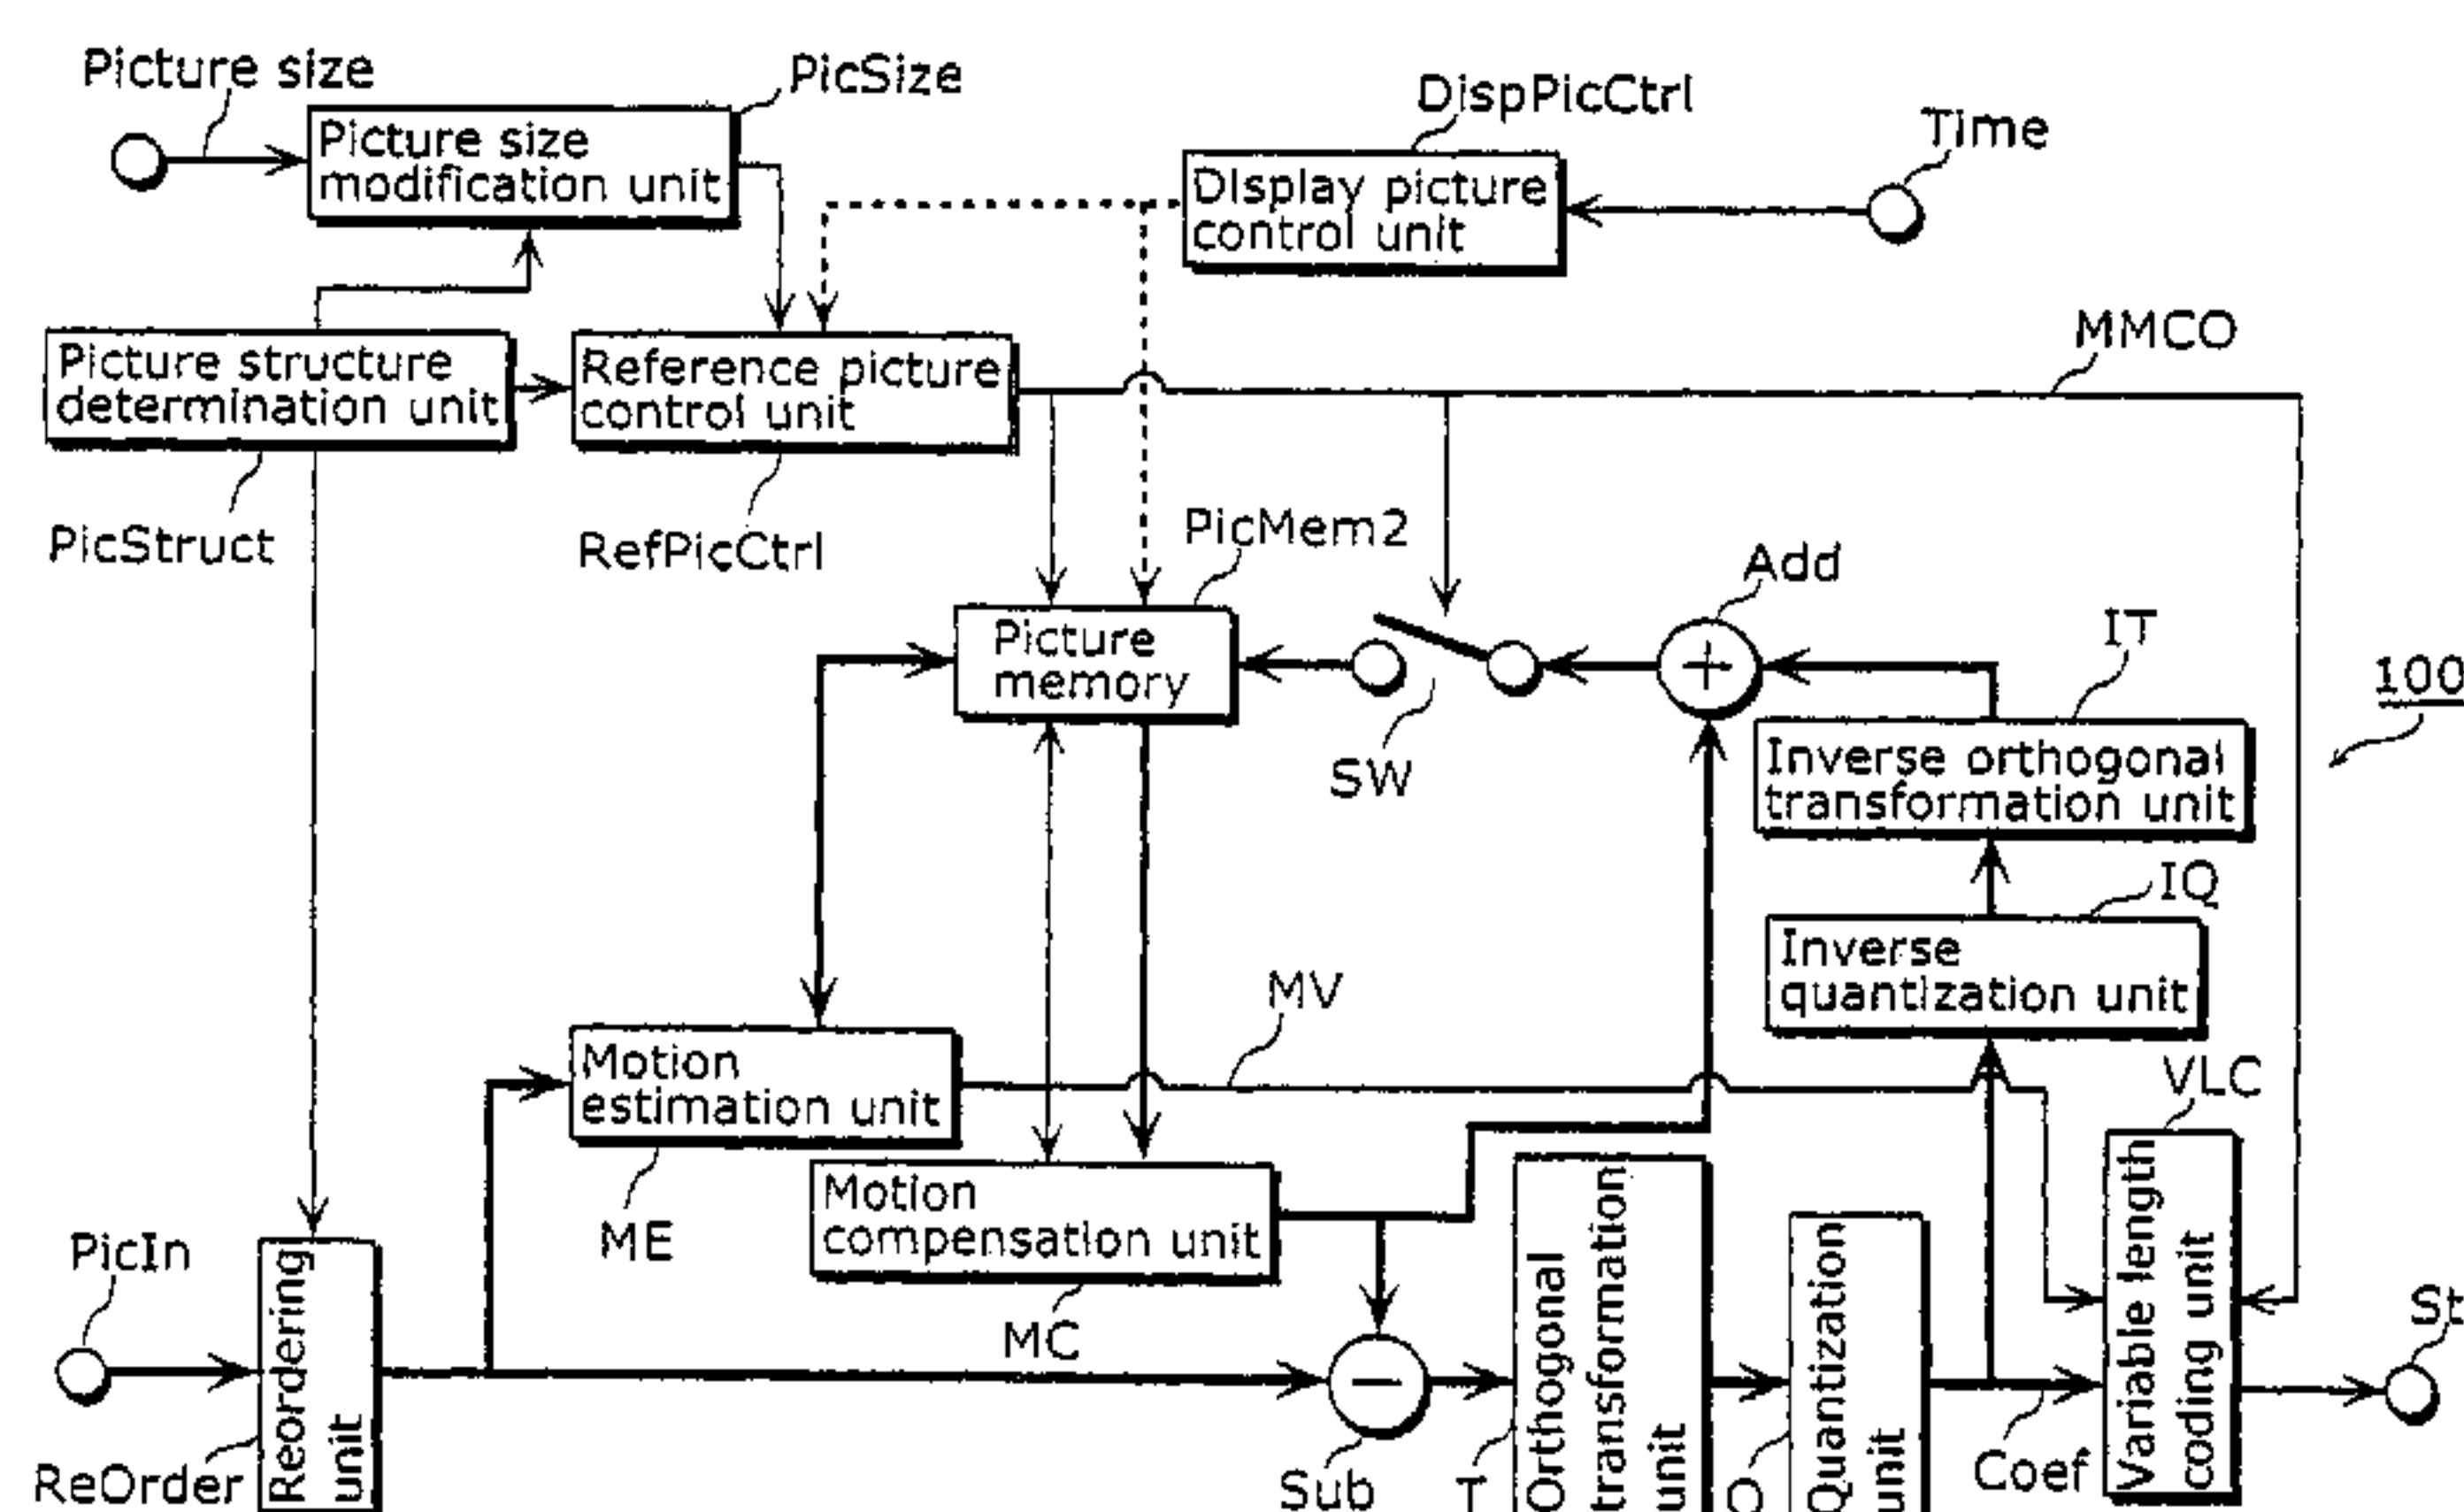 Picture size
PicSize
DispPicCtrl
Time
Picture size
modification unit
Display picture
control unit
MMCO
Picture structure
determination unit
Reference picture
control unit
PicStruct
RefPicCtrl
PicMem2
Add
IT
100
Picture
memory
SW
Inverse orthogonal
transformation unit
IQ
Inverse
quantization unit
MV
VLC
Motion
estimation unit
ME
Motion
compensation unit
MC
PicIn
Reordering
unit
ReOrder
Sub
T
Orthogonal
transformation
unit
Quantization
unit
Coef
Variable length
coding unit